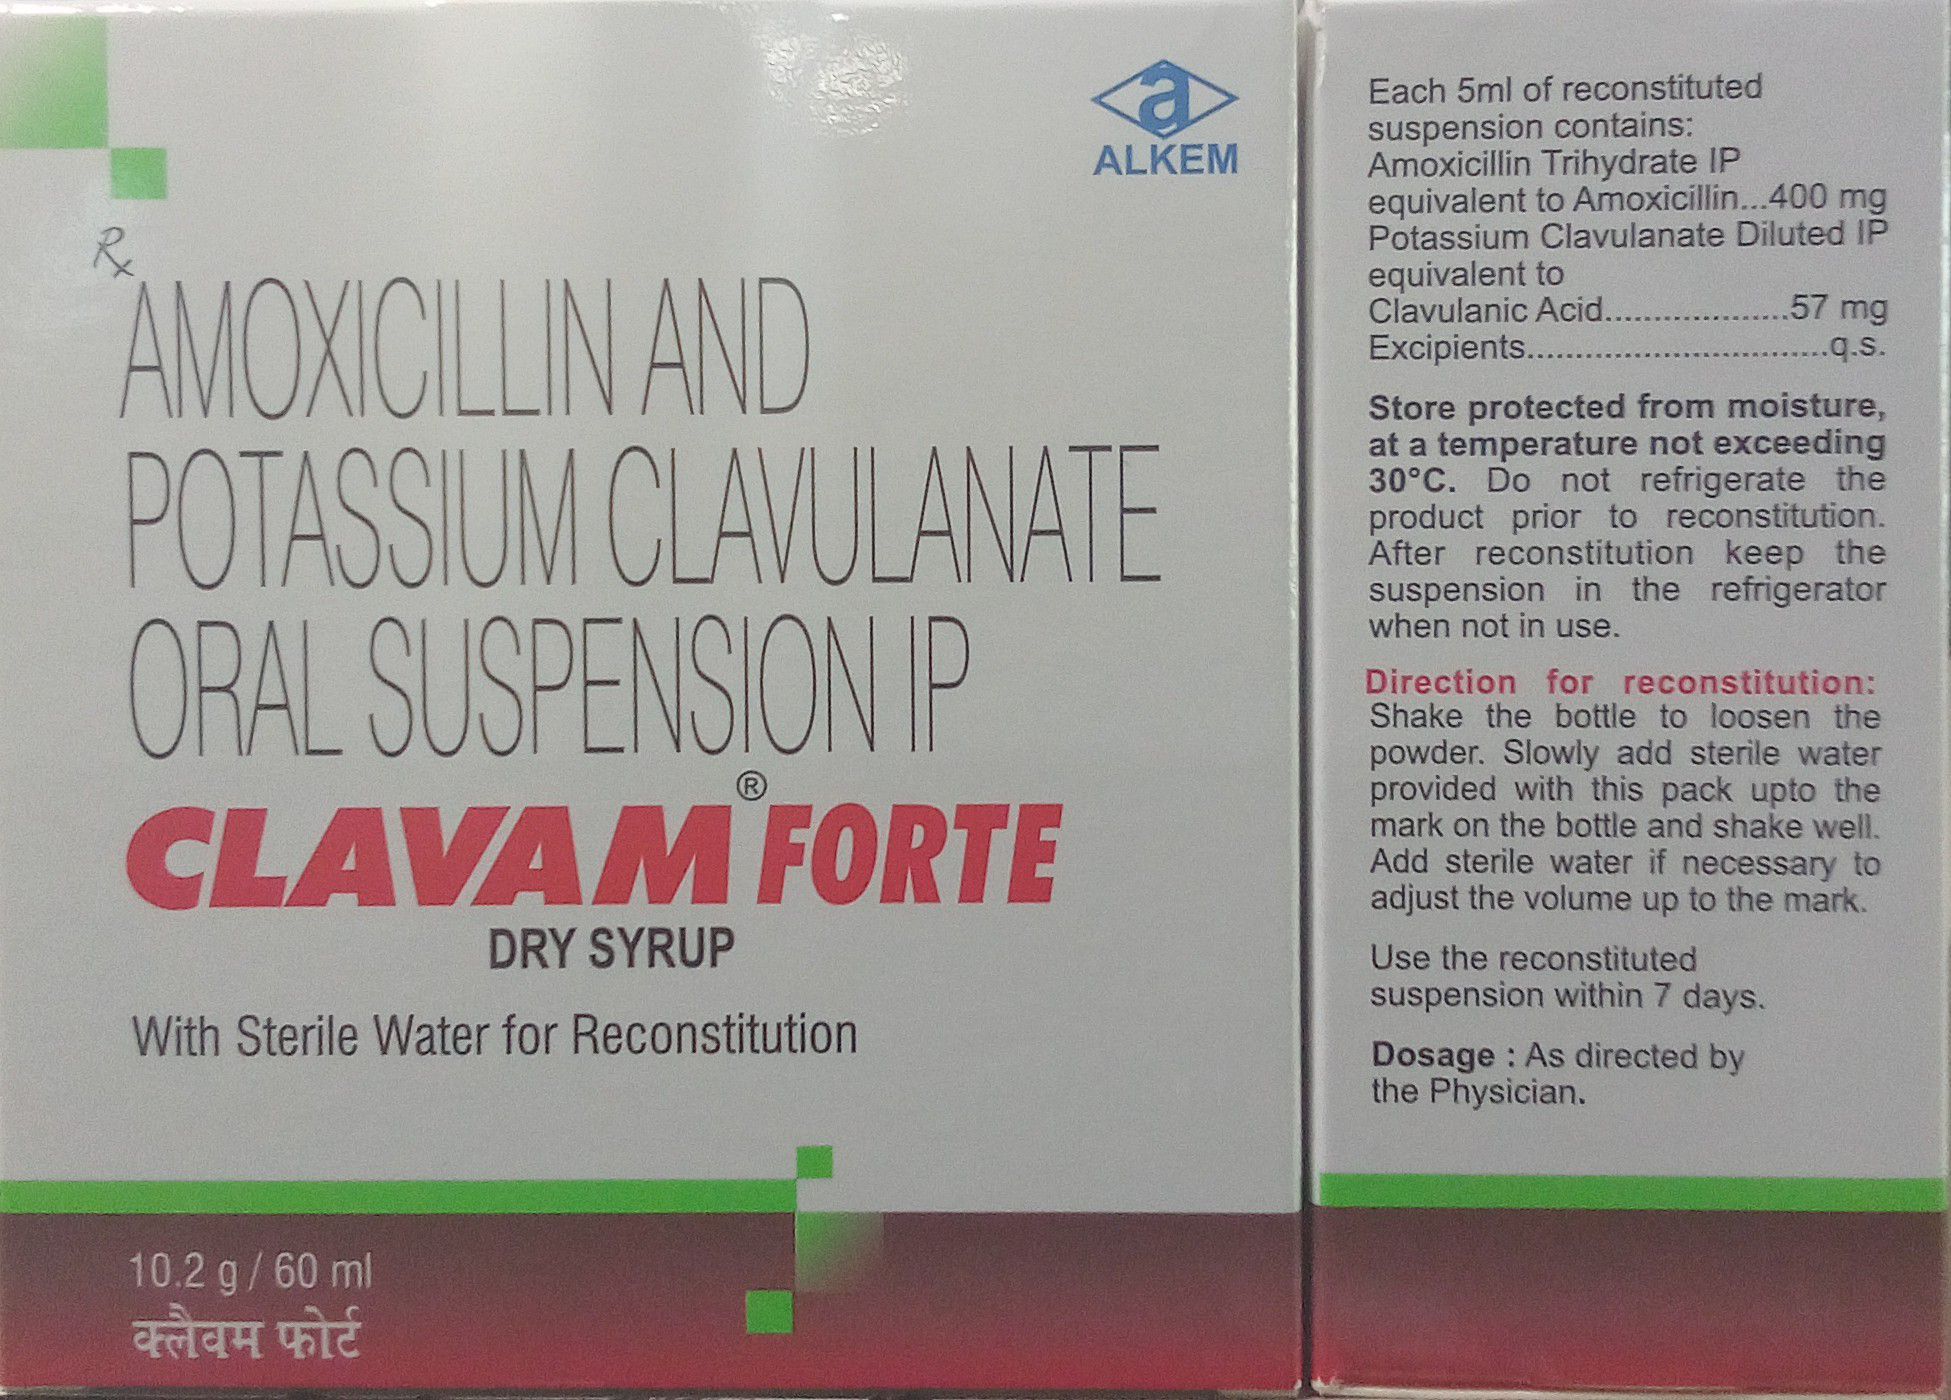 a
ALKEM
Rx
AMOXICILLIN AND
POTASSIUM CLAVULANATE
ORAL SUSPENSION IP
CLAVAM® FORTE
DRY SYRUP
With Sterile Water for Reconstitution
10.2 g / 60 ml
क्लैवम फोर्ट
Each 5ml of reconstituted
suspension contains:
Amoxicillin Trihydrate IP
equivalent to Amoxicillin...400 mg
Potassium Clavulanate Diluted IP
equivalent to
Clavulanic Acid...................57 mg
Excipients...............................q.s.
Store protected from moisture,
at a temperature not exceeding
30°C. Do not refrigerate the
product prior to reconstitution.
After reconstitution keep the
suspension in the refrigerator
when not in use.
Direction for reconstitution:
Shake the bottle to loosen the
powder. Slowly add sterile water
provided with this pack upto the
mark on the bottle and shake well.
Add sterile water if necessary to
adjust the volume up to the mark.
Use the reconstituted
suspension within 7 days.
Dosage : As directed by
the Physician.